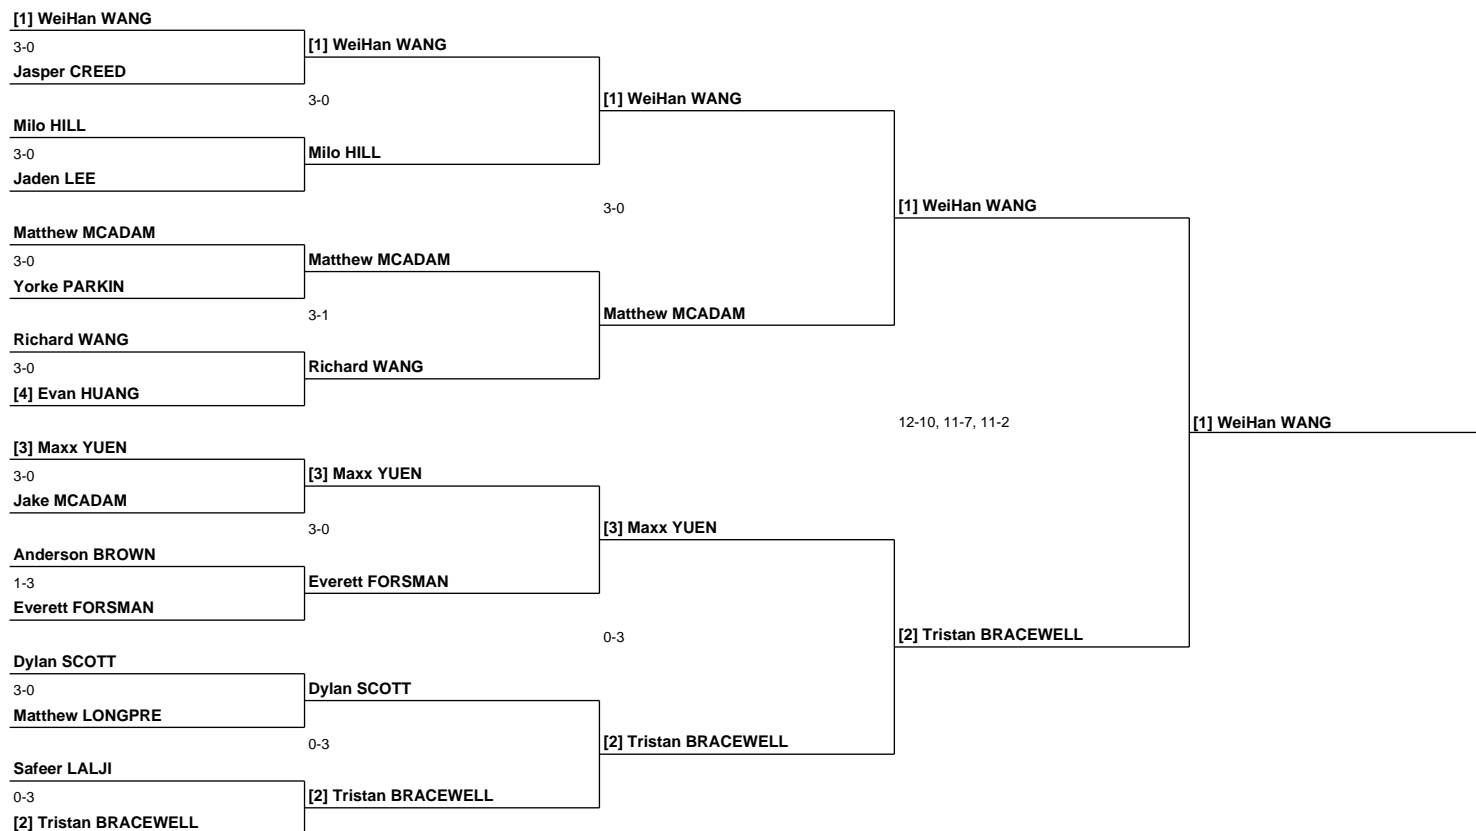 [1] WeiHan WANG
3-0
Jasper CREED
Milo HILL
3-0
Jaden LEE
Matthew MCADAM
3-0
Yorke PARKIN
Richard WANG
3-0
[4] Evan HUANG
[3] Maxx YUEN
3-0
Jake MCADAM
Anderson BROWN
1-3
Everett FORSMAN
Dylan SCOTT
3-0
Matthew LONGPRE
Safeer LALJI
0-3
[2] Tristan BRACEWELL
[1] WeiHan WANG
3-0
Milo HILL
Matthew MCADAM
3-1
Richard WANG
[3] Maxx YUEN
3-0
Everett FORSMAN
Dylan SCOTT
0-3
[2] Tristan BRACEWELL
[1] WeiHan WANG
3-0
Matthew MCADAM
[3] Maxx YUEN
0-3
[2] Tristan BRACEWELL
[1] WeiHan WANG
12-10, 11-7, 11-2
[2] Tristan BRACEWELL
[1] WeiHan WANG